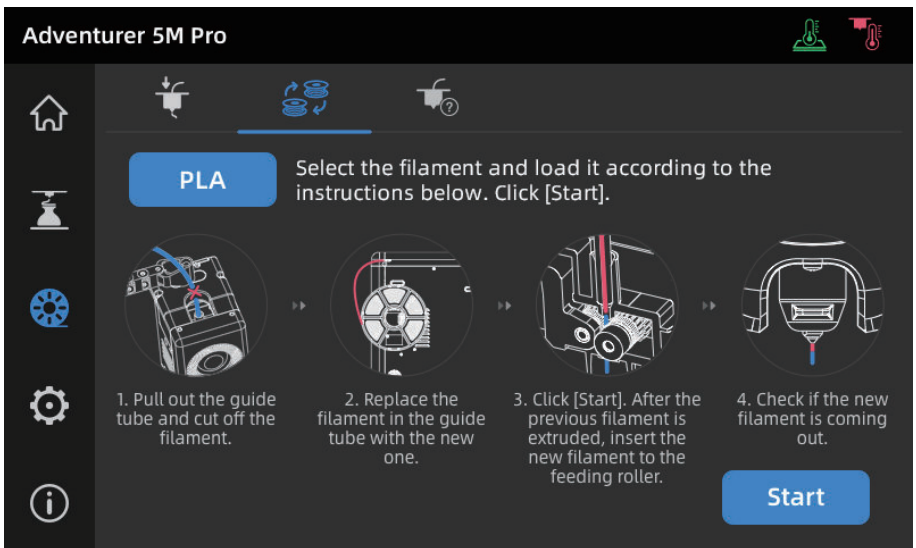 Adventurer 5M Pro
PLA
Select the filament and load it according to the
instructions below. Click [Start].
1. Pull out the guide
tube and cut off the
filament.
2. Replace the
filament in the guide
tube with the new
one.
3. Click [Start]. After the
previous filament is
extruded, insert the
new filament to the
feeding roller.
4. Check if the new
filament is coming
out.
Start